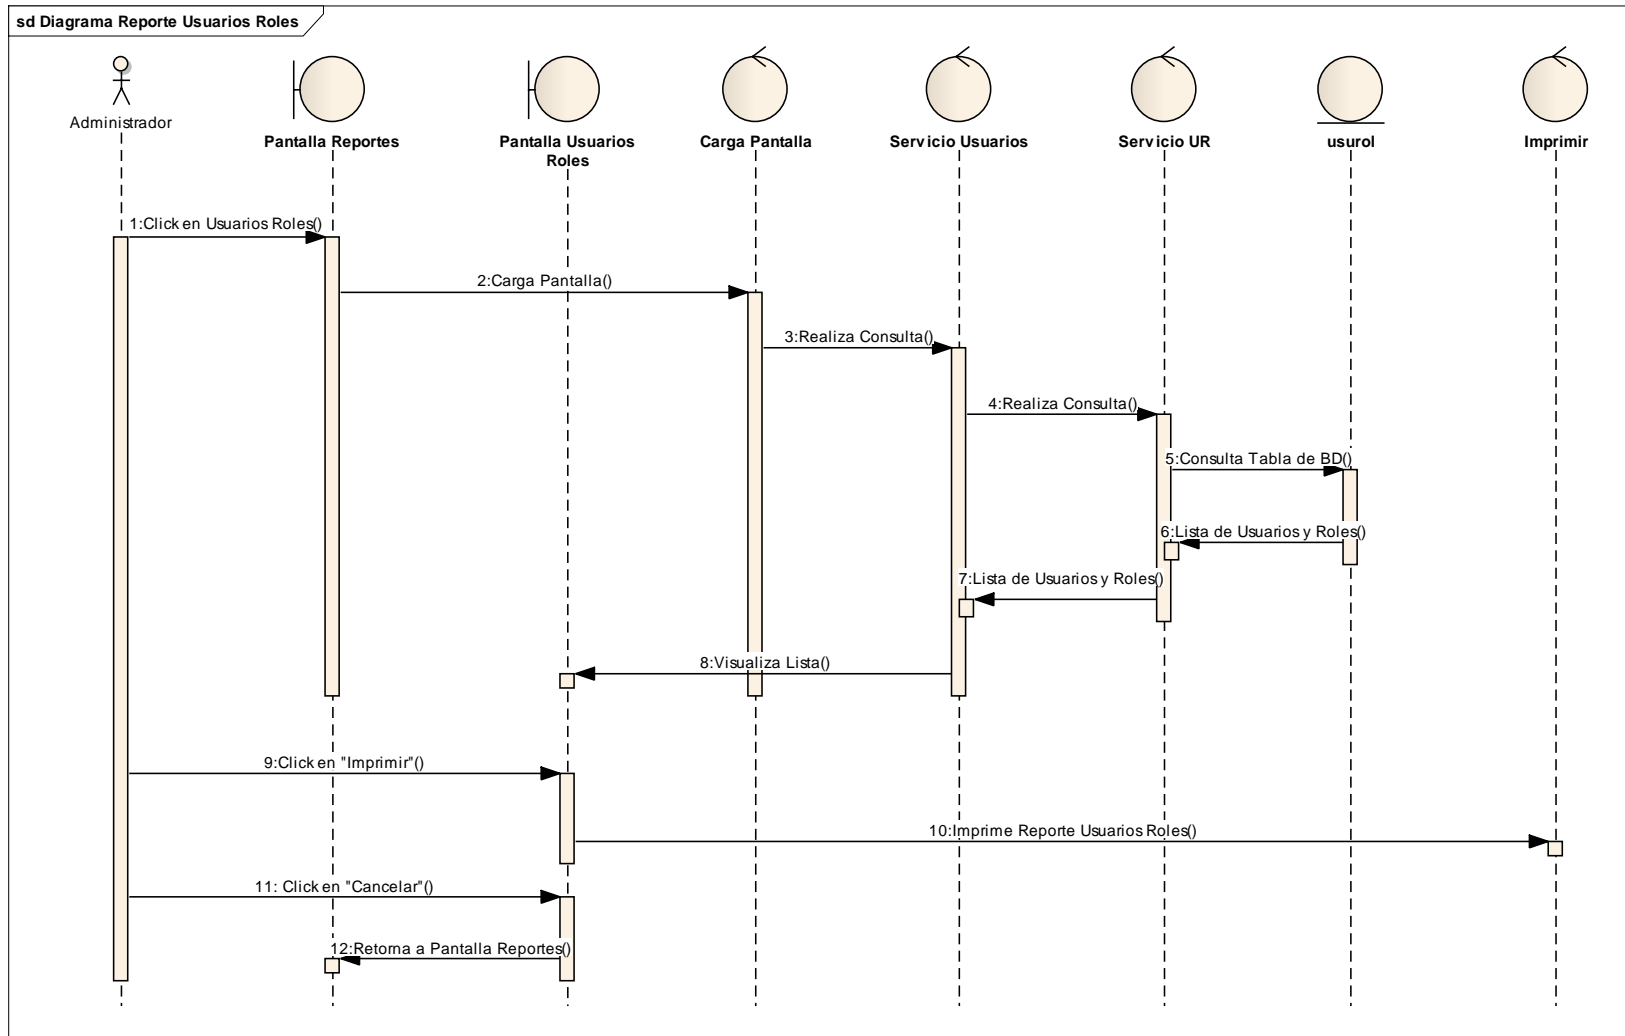 sd Diagrama Reporte Usuarios Roles
Administrador
Pantalla Reportes
Pantalla Usuarios
Roles
Carga Pantalla
Servicio Usuarios
Servicio UR
usurol
Imprimir
1:Click en Usuarios Roles()
2:Carga Pantalla()
3:Realiza Consulta()
4:Realiza Consulta()
5:Consulta Tabla de BD()
6:Lista de Usuarios y Roles()
7:Lista de Usuarios y Roles()
8:Visualiza Lista()
9:Click en "Imprimir"()
10:Imprime Reporte Usuarios Roles()
11: Click en "Cancelar"()
12:Retorna a Pantalla Reportes()